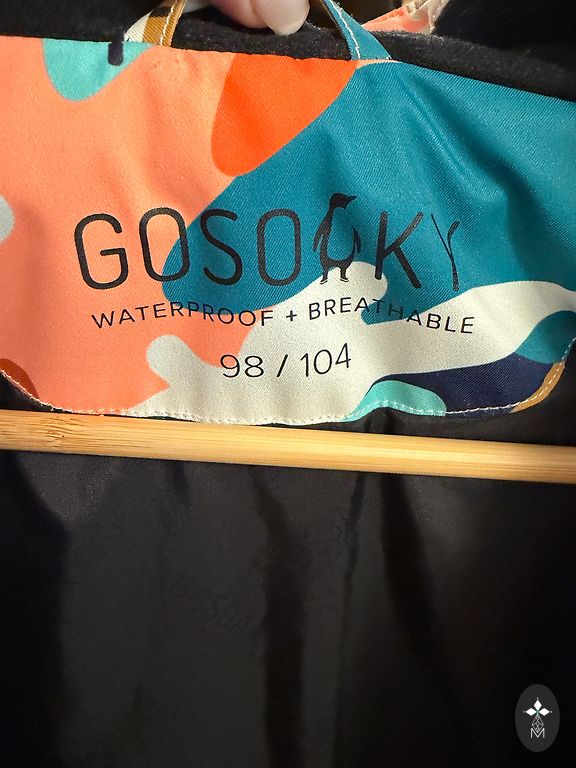 GOSOAKY
WATERPROOF + BREATHABLE
98 / 104
M